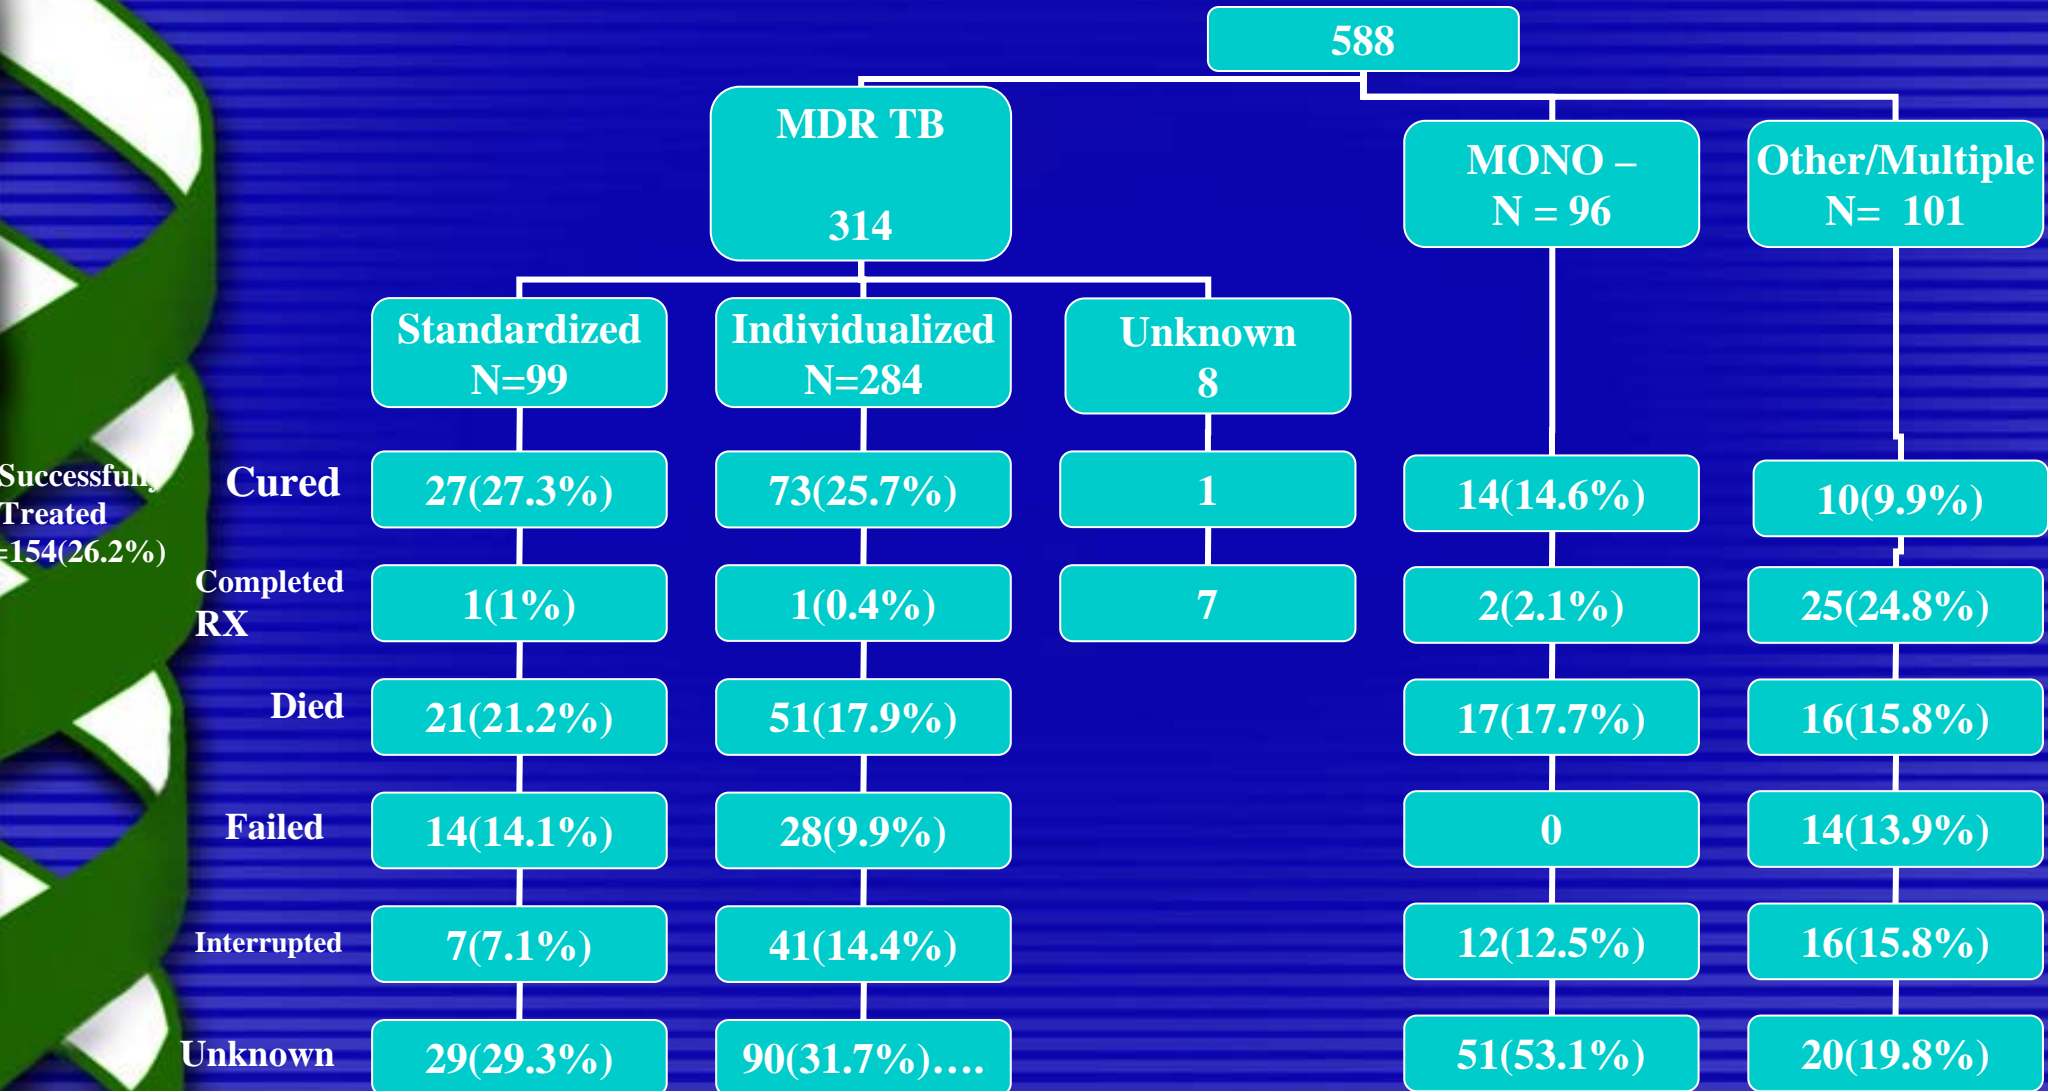 588
MDR TB
314
MONO –
N = 96
Other/Multiple
N= 101
Standardized
N=99
Individualized
N=284
Unknown
8
Successfully
Treated
=154(26.2%)
Cured
27(27.3%)
73(25.7%)
1
14(14.6%)
10(9.9%)
Completed
RX
1(1%)
1(0.4%)
7
2(2.1%)
25(24.8%)
Died
21(21.2%)
51(17.9%)
17(17.7%)
16(15.8%)
Failed
14(14.1%)
28(9.9%)
0
14(13.9%)
Interrupted
7(7.1%)
41(14.4%)
12(12.5%)
16(15.8%)
Unknown
29(29.3%)
90(31.7%)….
51(53.1%)
20(19.8%)